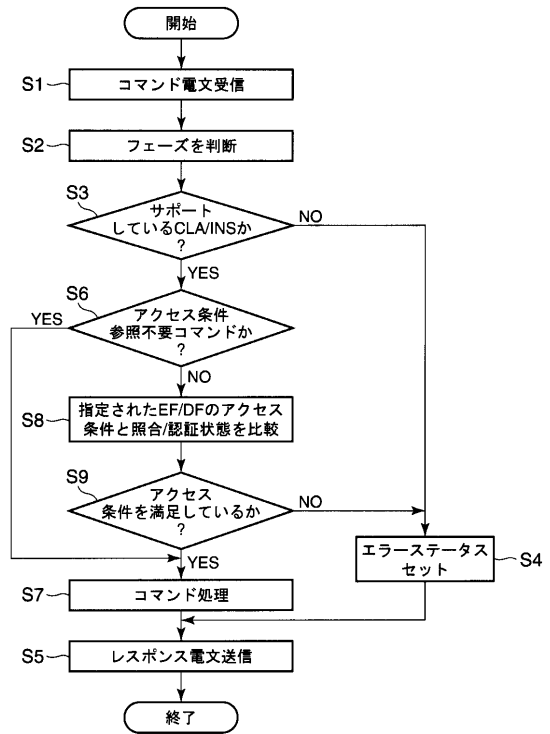 開始
S1
コマンド電文受信
S2
フェーズを判断
S3
サポート
しているCLA/INSか
?
NO
YES
S6
YES
アクセス条件
参照不要コマンドか
?
NO
S8
指定されたEF/DFのアクセス
条件と照合/認証状態を比較
S9
アクセス
条件を満足しているか
?
NO
YES
エラーステータス
セット
S4
S7
コマンド処理
S5
レスポンス電文送信
終了